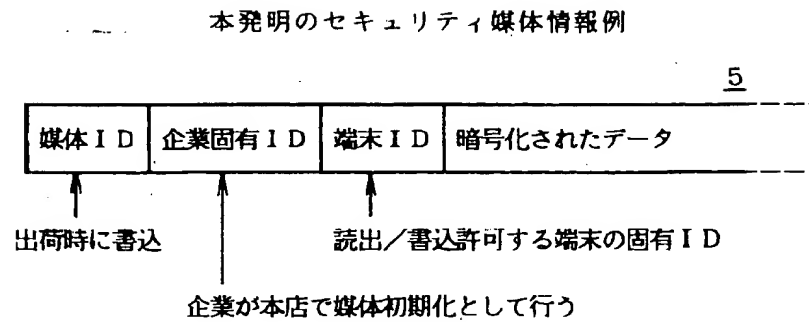 本発明のセキュリティ媒体情報例
5
媒体ＩＤ 企業固有ＩＤ 端末ＩＤ 暗号化されたデータ
出荷時に書込 読出／書込許可する端末の固有ＩＤ
企業が本店で媒体初期化として行う